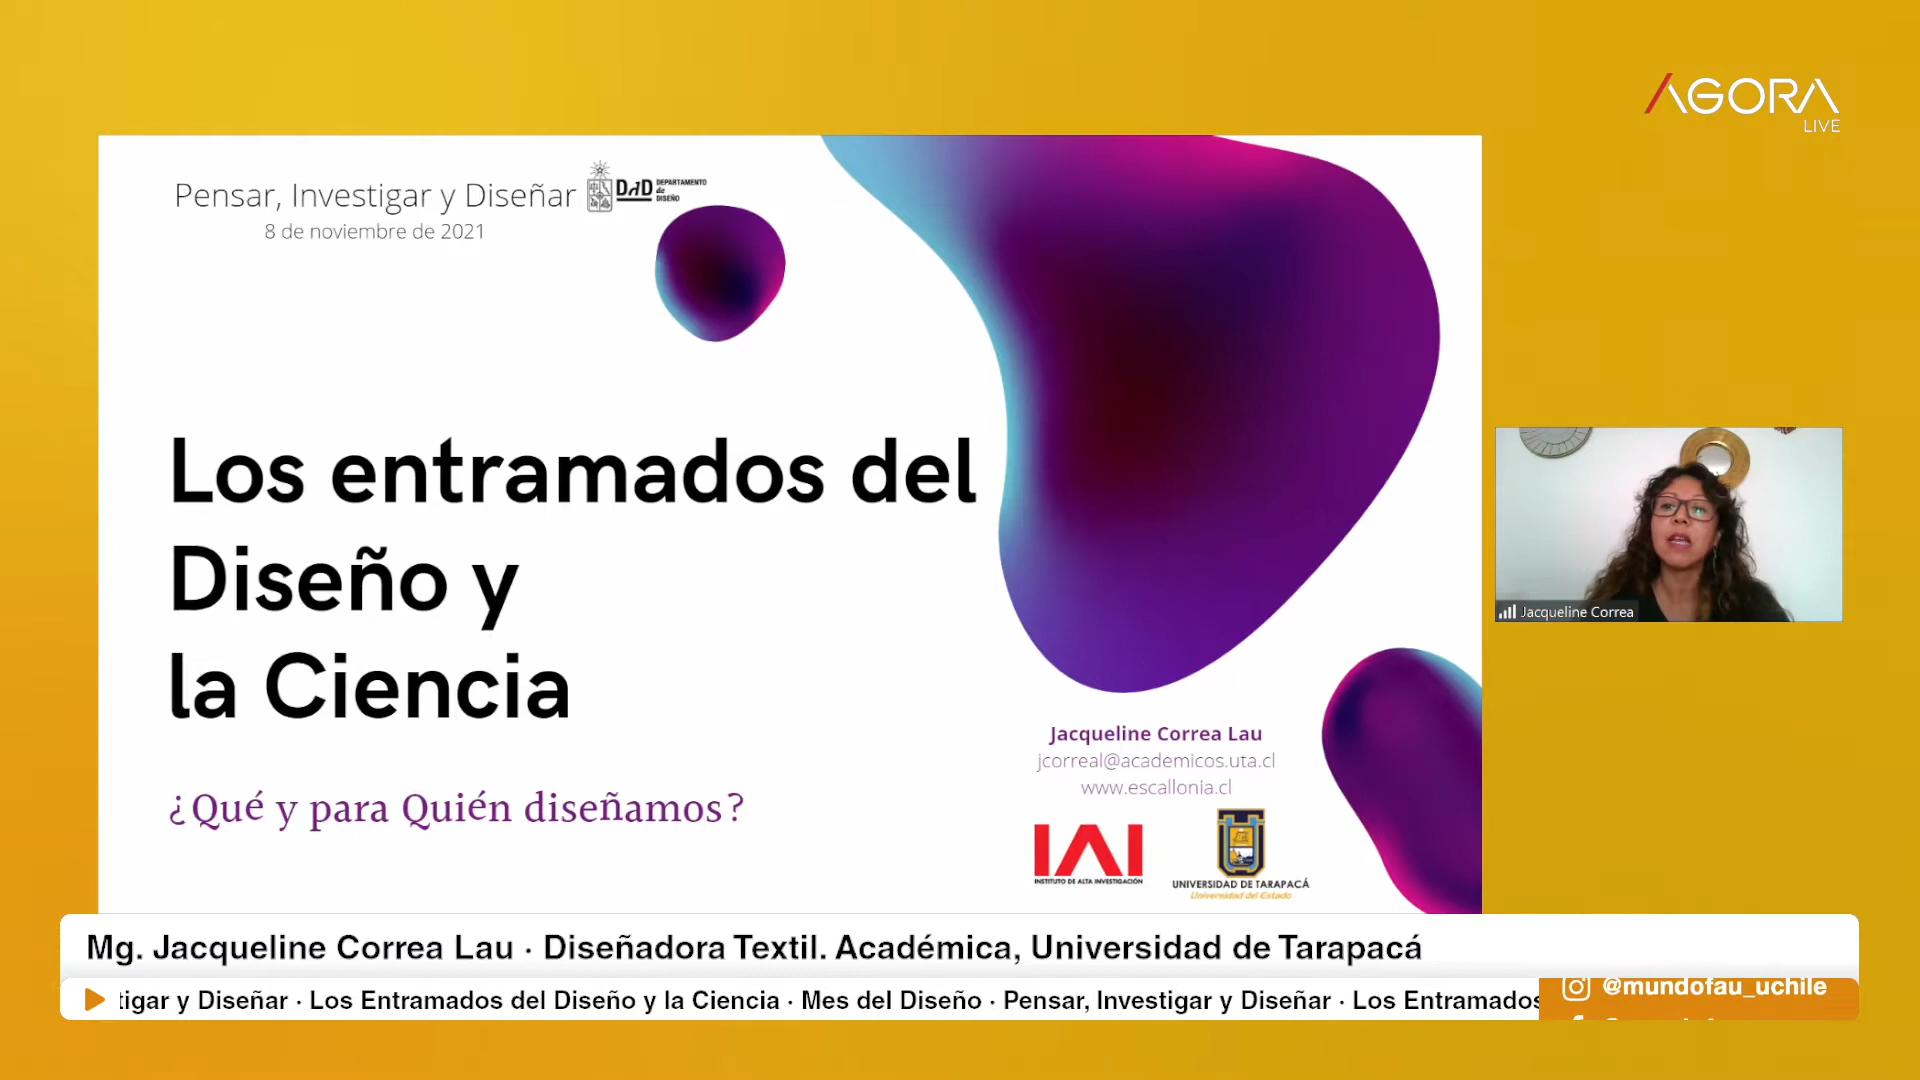 AGORA
LIVE
Pensar, Investigar y Diseñar
8 de noviembre de 2021
DAD
DEPARTAMENTO
de
DISEÑO
Los entramados del
Diseño y
la Ciencia
¿Qué y para Quién diseñamos?
Jacqueline Correa Lau
jcorreal@academicos.uta.cl
www.escallonia.cl
IAI
INSTITUTO DE ALTA INVESTIGACIÓN
UNIVERSIDAD DE TARAPACÁ
Universidad del Estado
Jacqueline Correa
Mg. Jacqueline Correa Lau · Diseñadora Textil. Académica, Universidad de Tarapacá
tigar y Diseñar · Los Entramados del Diseño y la Ciencia · Mes del Diseño · Pensar, Investigar y Diseñar · Los Entramados
@mundofau_uchile